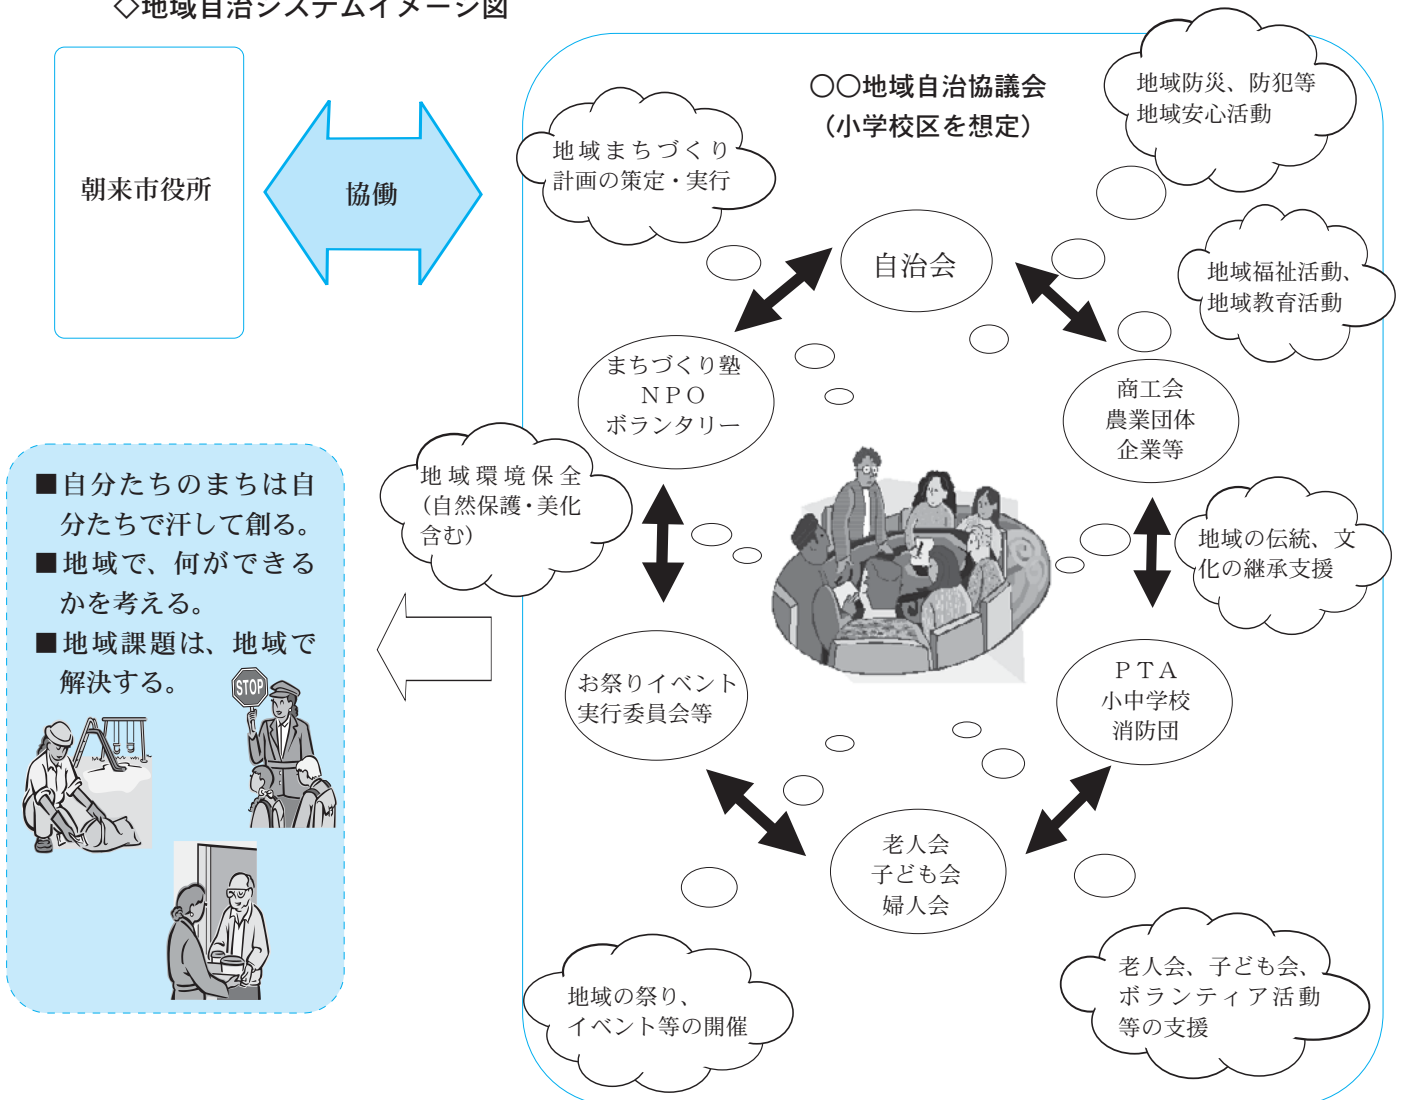 ◇地域自治システムイメージ図
朝来市役所
協働
〇〇地域自治協議会
(小学校区を想定)
地域まちづくり
計画の策定・実行
地域防災、防犯等
地域安心活動
自治会
地域福祉活動、
地域教育活動
まちづくり塾
ＮＰＯ
ボランタリー
商工会
農業団体
企業等
地域環境保全
(自然保護・美化
含む)
地域の伝統、文
化の継承支援
■自分たちのまちは自
分たちで汗して創る。
■地域で、何ができる
かを考える。
■地域課題は、地域で
解決する。
STOP
お祭りイベント
実行委員会等
ＰＴＡ
小中学校
消防団
老人会
子ども会
婦人会
地域の祭り、
イベント等の開催
老人会、子ども会、
ボランティア活動
等の支援